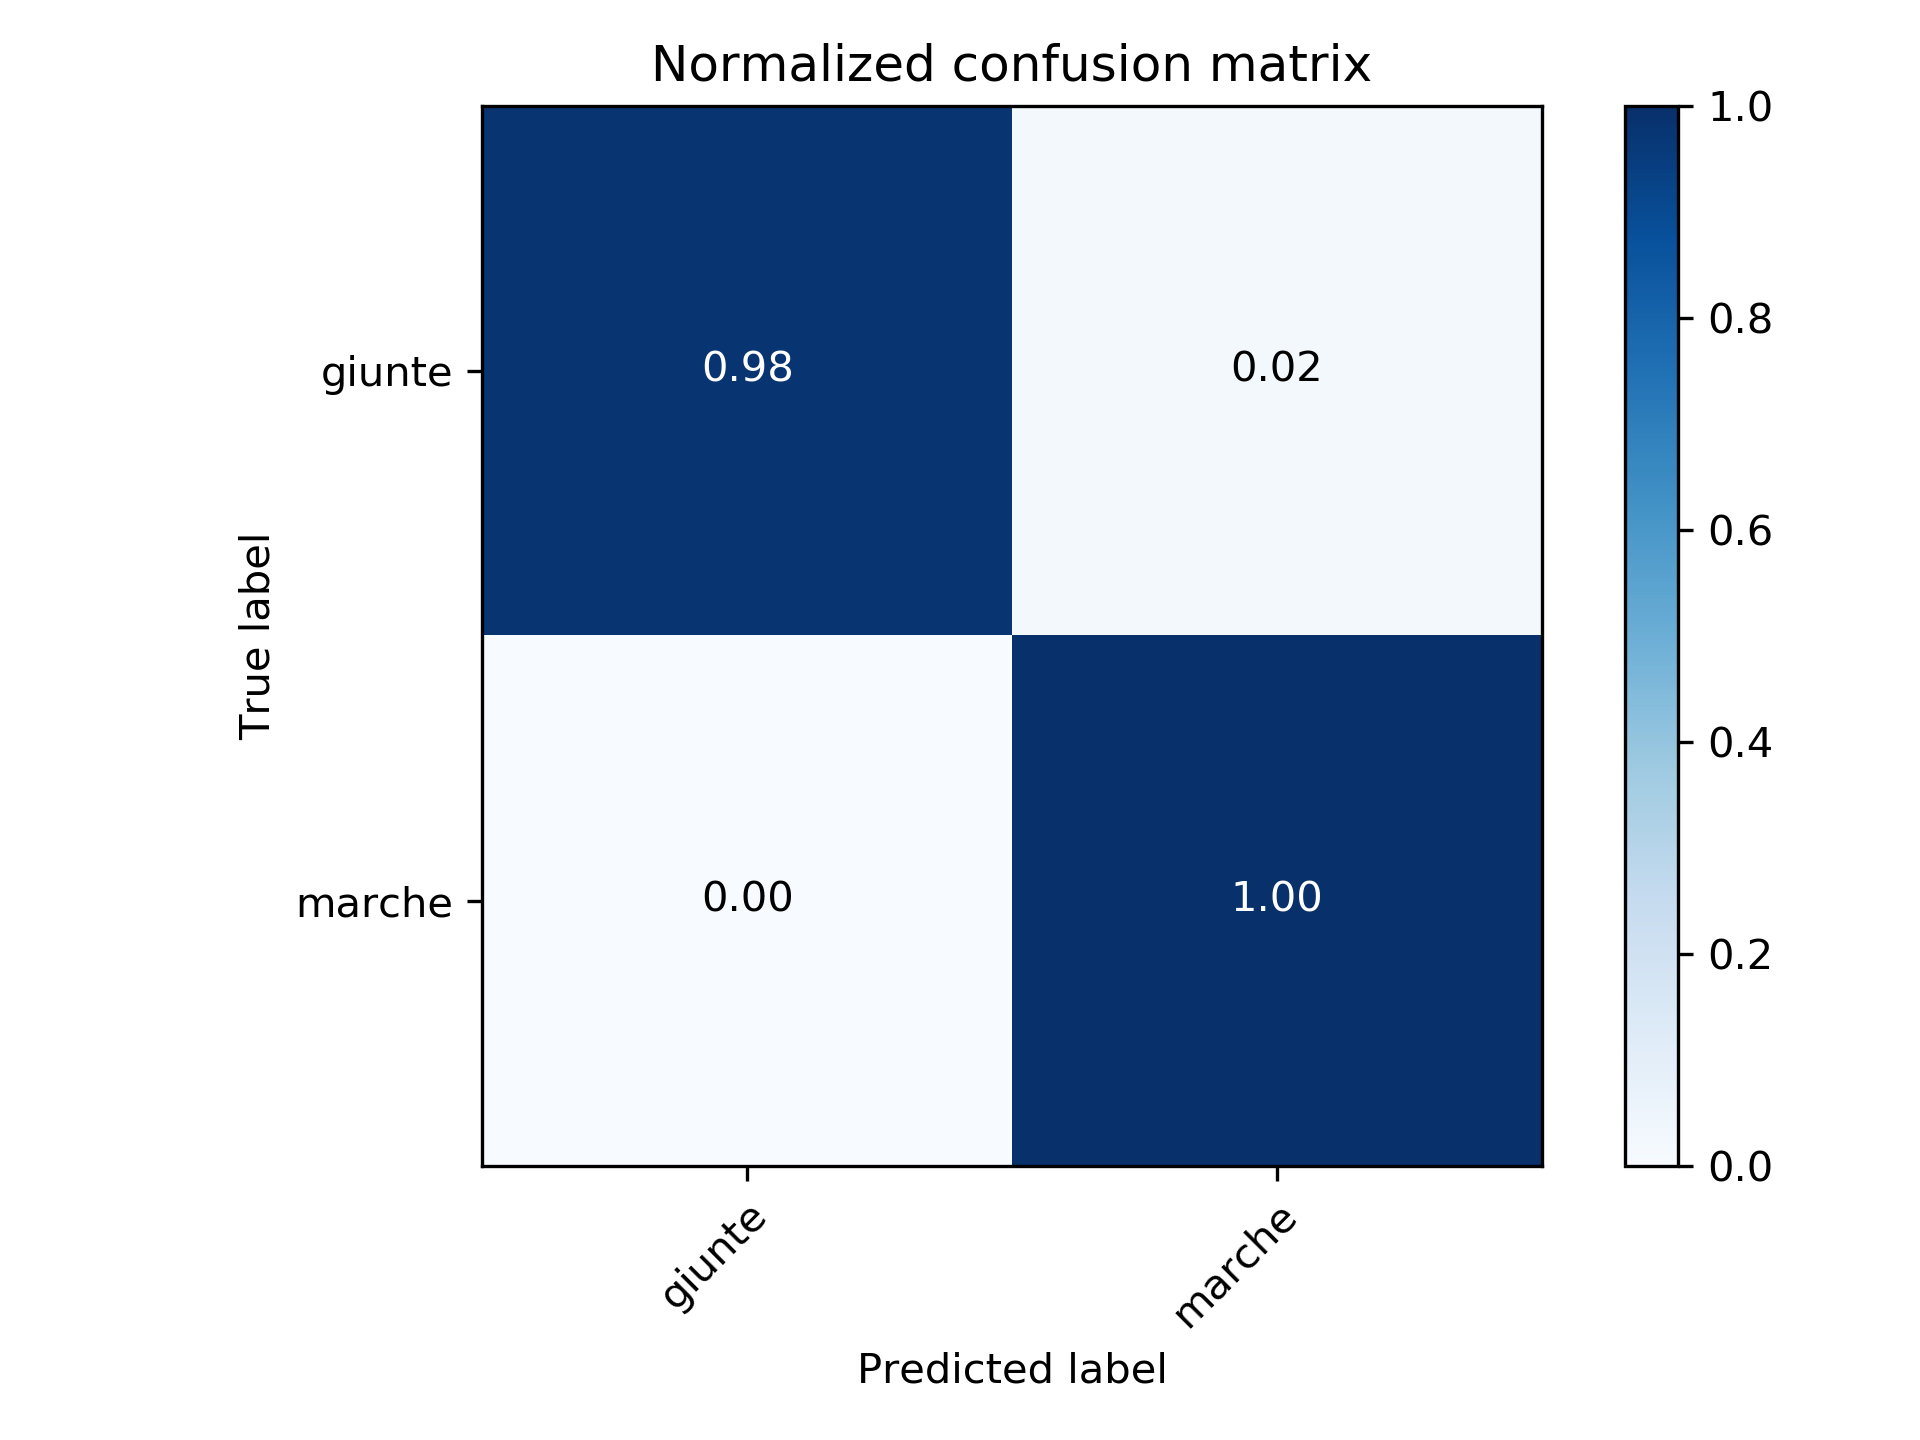 Normalized confusion matrix
True label
giunte
0.98
0.02
marche
0.00
1.00
giunte
marche
Predicted label
1.0
0.8
0.6
0.4
0.2
0.0